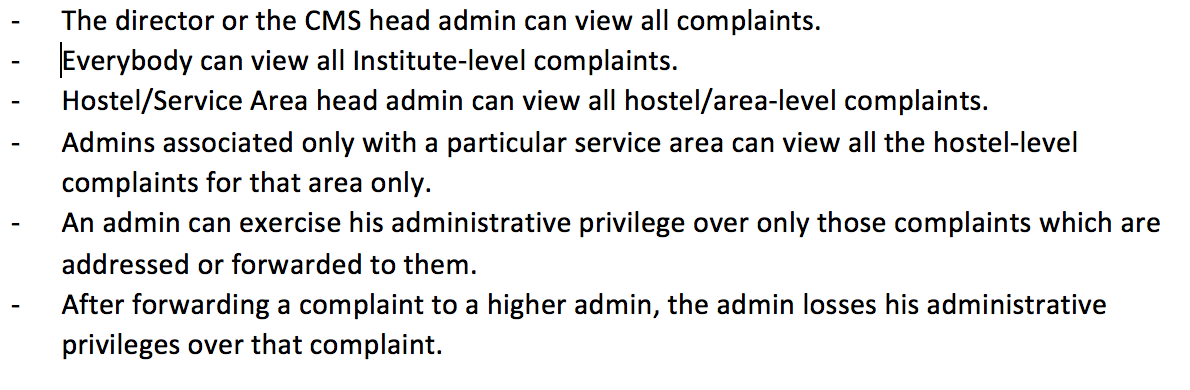 - The director or the CMS head admin can view all complaints.
- Everybody can view all Institute-level complaints.
- Hostel/Service Area head admin can view all hostel/area-level complaints.
- Admins associated only with a particular service area can view all the hostel-level
complaints for that area only.
- An admin can exercise his administrative privilege over only those complaints which are
addressed or forwarded to them.
- After forwarding a complaint to a higher admin, the admin losses his administrative
privileges over that complaint.